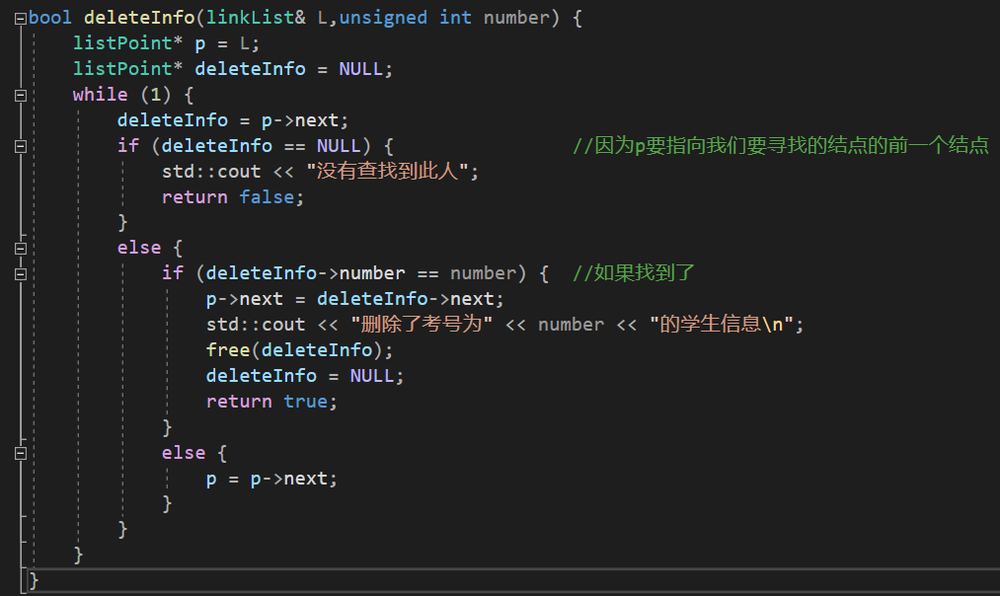 bool deleteInfo(linkList& L,unsigned int number) {
    listPoint* p = L;
    listPoint* deleteInfo = NULL;
    while (1) {
        deleteInfo = p->next;
        if (deleteInfo == NULL) {                //因为p要指向我们要寻找的结点的前一个结点
            std::cout << "没有查找到此人";
            return false;
        }
        else {
            if (deleteInfo->number == number) {  //如果找到了
                p->next = deleteInfo->next;
                std::cout << "删除了考号为" << number << "的学生信息\n";
                free(deleteInfo);
                deleteInfo = NULL;
                return true;
            }
            else {
                p = p->next;
            }
        }
    }
}